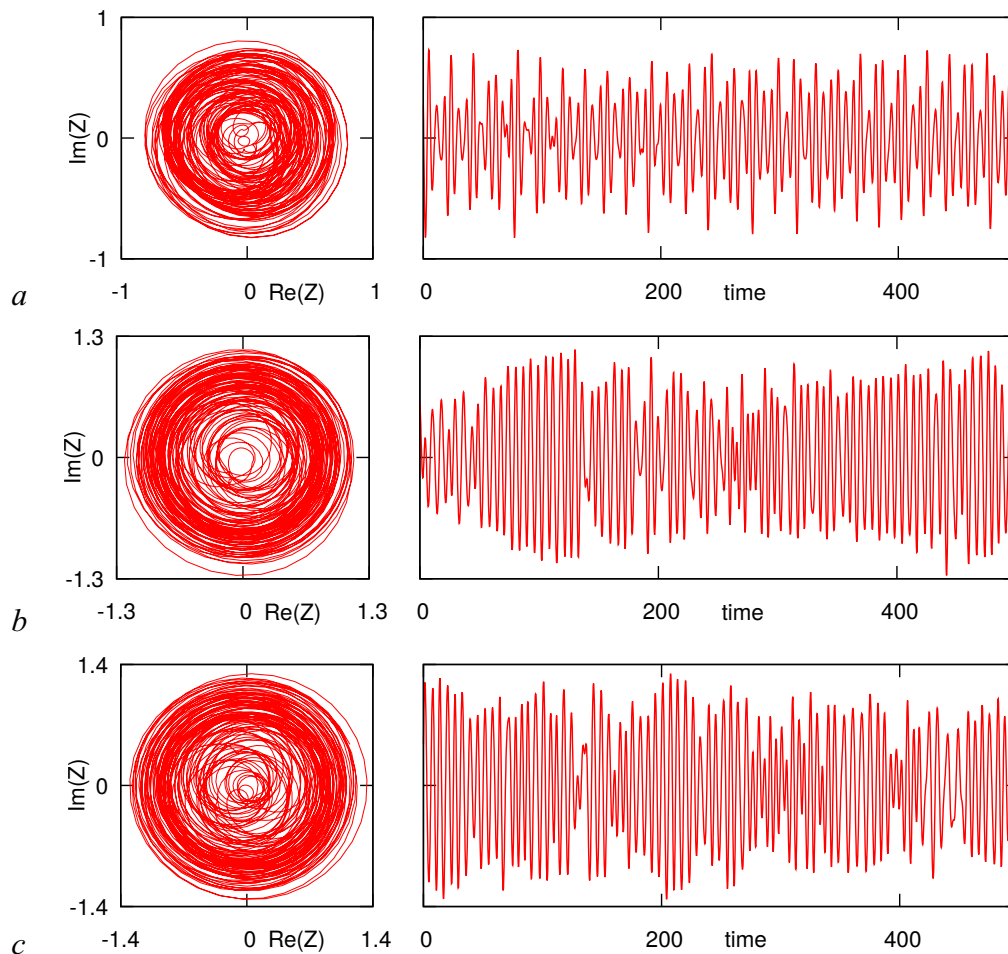 1
Im(Z)
0
-1
-1 0 Re(Z) 1 0 200 time 400
a
1.3
Im(Z)
0
-1.3
-1.3 0 Re(Z) 1.3 0 200 time 400
b
1.4
Im(Z)
0
-1.4
-1.4 0 Re(Z) 1.4 0 200 time 400
c